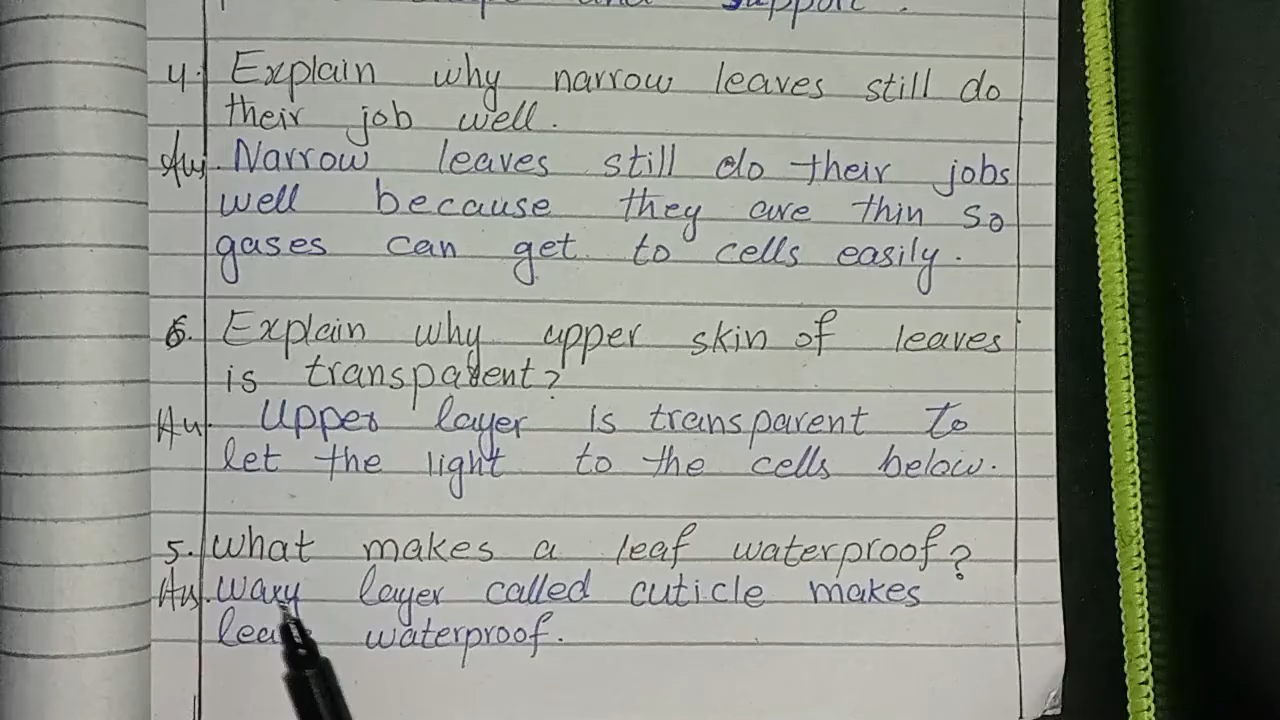 support.
4. Explain why narrow leaves still do
their job well.
Ans. Narrow leaves still do their jobs
well because they are thin so
gases can get to cells easily.
6. Explain why upper skin of leaves
is transparent?
Ans. Upper layer is transparent to
let the light to the cells below.
5. What makes a leaf waterproof?
Ans. Waxy layer called cuticle makes
waterproof.